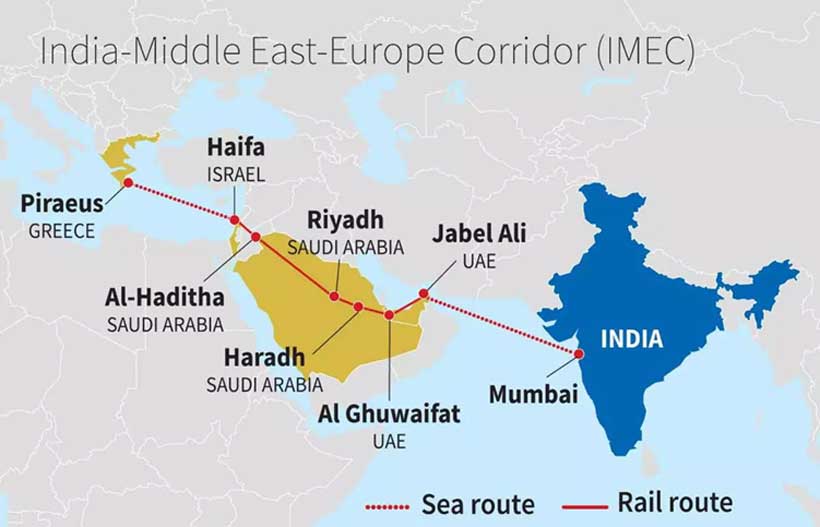 India-Middle East-Europe Corridor (IMEC)
Haifa
ISRAEL
Piraeus
GREECE
Riyadh
SAUDI ARABIA
Jabel Ali
UAE
Al-Haditha
SAUDI ARABIA
Haradh
SAUDI ARABIA
Al Ghuwaifat
UAE
INDIA
Mumbai
Sea route
Rail route